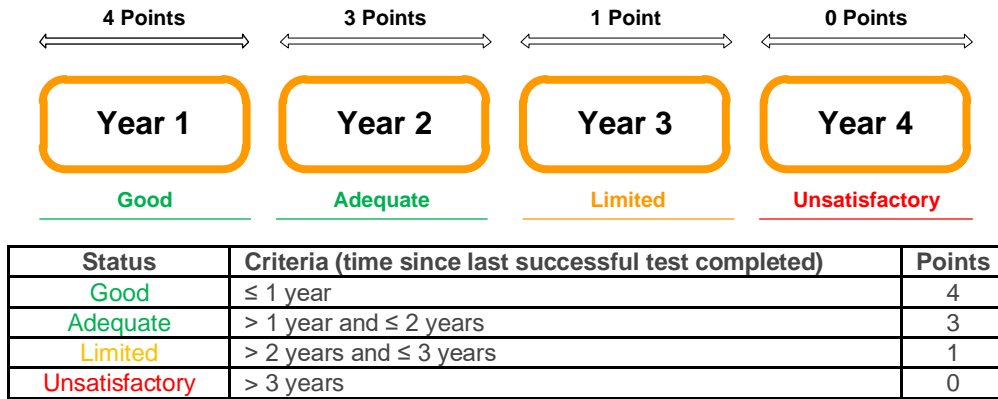 4 Points 3 Points 1 Point 0 Points
Year 1 Year 2 Year 3 Year 4
Good Adequate Limited Unsatisfactory
Status Criteria (time since last successful test completed) Points
Good ≤ 1 year 4
Adequate > 1 year and ≤ 2 years 3
Limited > 2 years and ≤ 3 years 1
Unsatisfactory > 3 years 0